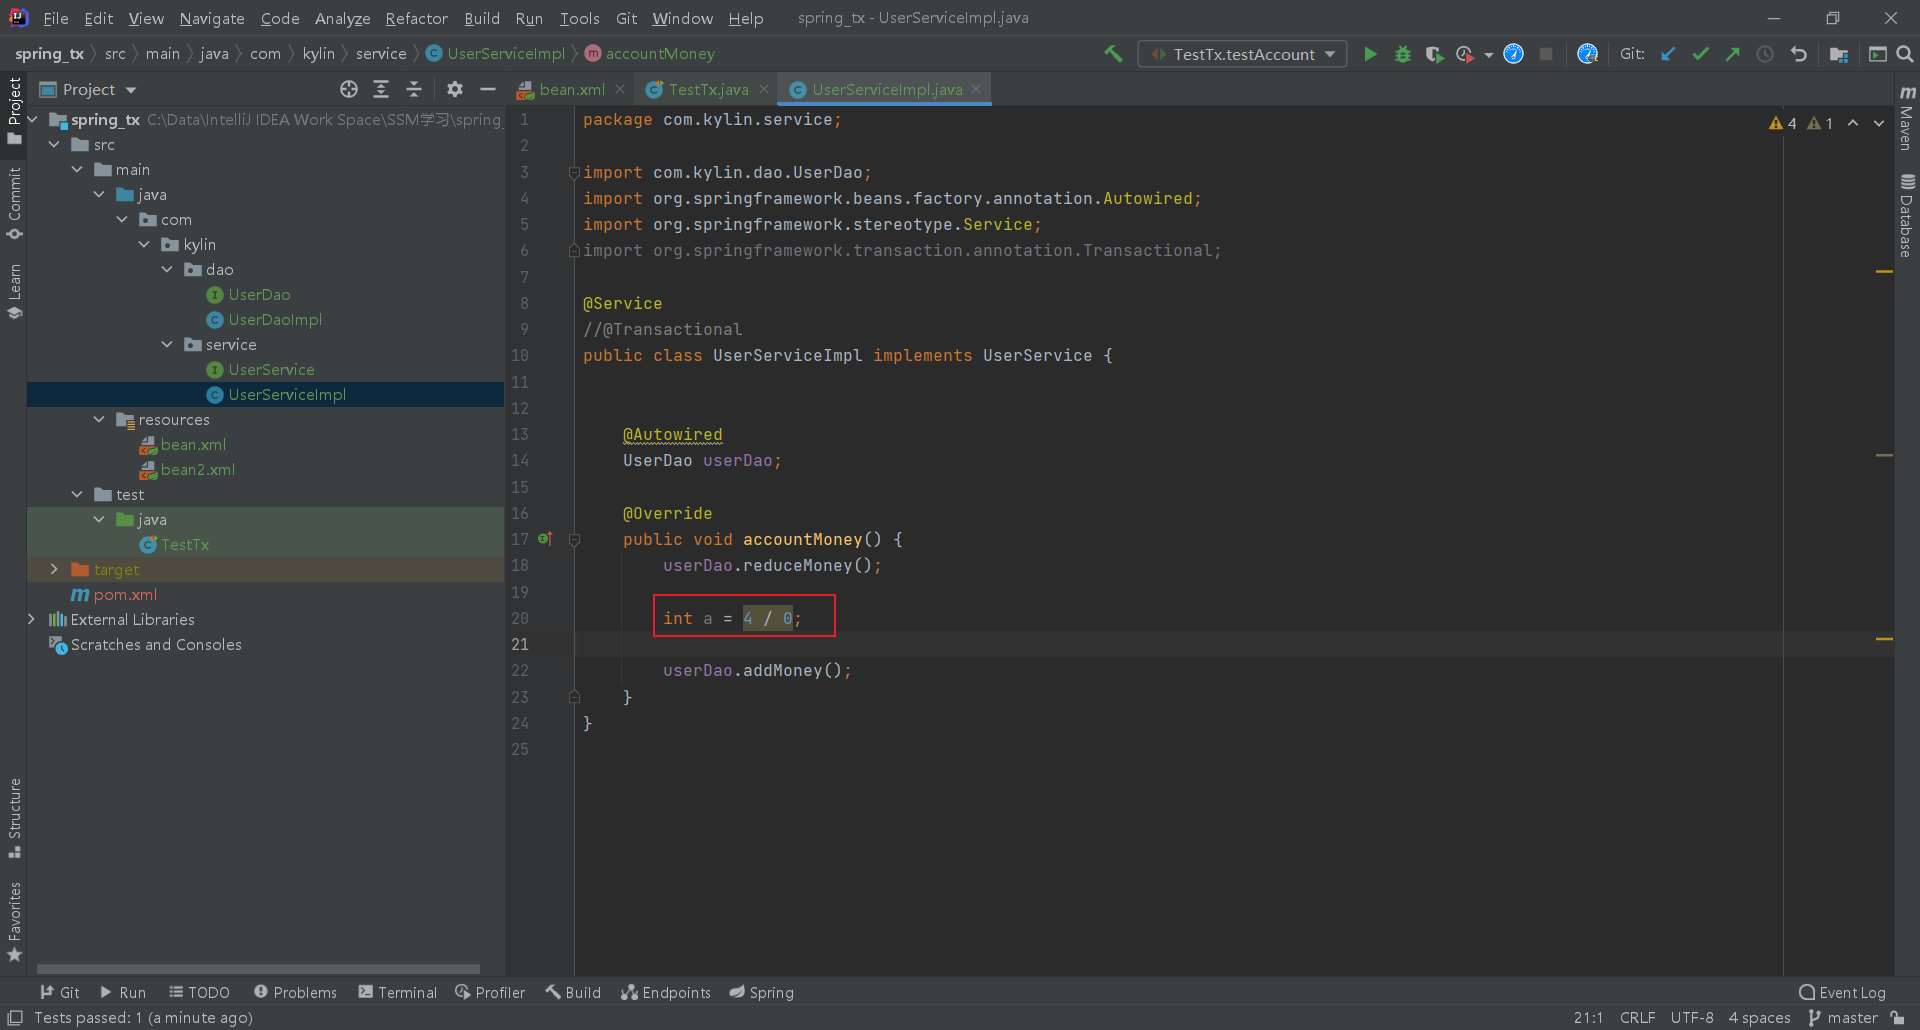 File Edit View Navigate Code Analyze Refactor Build Run Tools Git Window Help spring_tx - UserServiceImpl.java
spring_tx src main java com kylin service UserServiceImpl accountMoney TestTx.testAccount Git:
Project bean.xml TestTx.java UserServiceImpl.java
spring_tx C:\Data\IntelliJ IDEA Work Space\SSM学习\spring_
src
main
java
com
kylin
dao
UserDao
UserDaoImpl
service
UserService
UserServiceImpl
resources
bean.xml
bean2.xml
test
java
TestTx
target
pom.xml
External Libraries
Scratches and Consoles
Project
Commit
Learn
Structure
Favorites
1 package com.kylin.service;
2
3 import com.kylin.dao.UserDao;
4 import org.springframework.beans.factory.annotation.Autowired;
5 import org.springframework.stereotype.Service;
6 import org.springframework.transaction.annotation.Transactional;
7
8 @Service
9 //@Transactional
10 public class UserServiceImpl implements UserService {
11
12
13 @Autowired
14 UserDao userDao;
15
16 @Override
17 public void accountMoney() {
18 userDao.reduceMoney();
19
20 int a = 4 / 0;
21
22 userDao.addMoney();
23 }
24 }
25
4 1
Maven
Database
Git Run TODO Problems Terminal Profiler Build Endpoints Spring Event Log
Tests passed: 1 (a minute ago) 21:1 CRLF UTF-8 4 spaces master